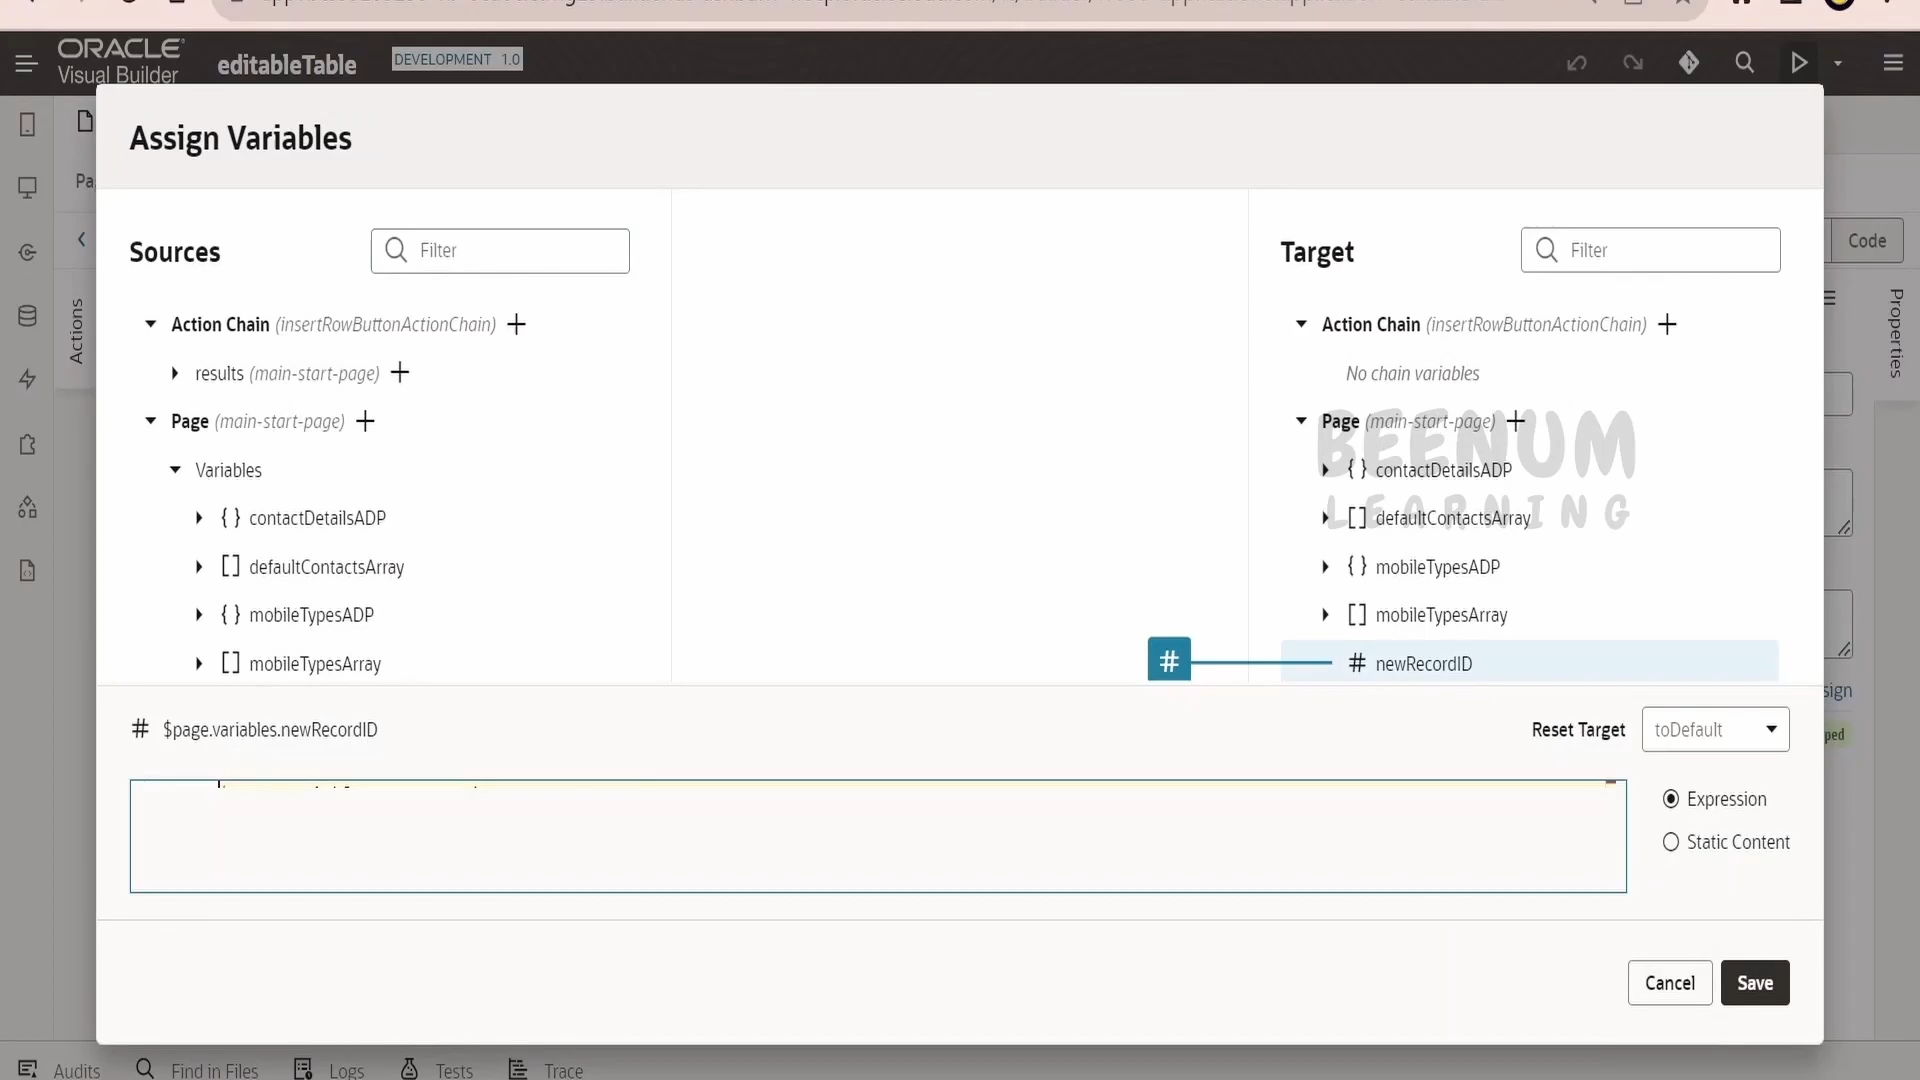 ORACLE
Visual Builder
editableTable
DEVELOPMENT 1.0
Assign Variables
Pa
Code
Sources
Filter
Target
Filter
Actions
Properties
Action Chain (insertRowButtonActionChain)
Action Chain (insertRowButtonActionChain)
results (main-start-page)
No chain variables
Page (main-start-page)
Page (main-start-page)
BEENUM
LEARNING
Variables
{ } contactDetailsADP
{ } contactDetailsADP
[ ] defaultContactsArray
[ ] defaultContactsArray
{ } mobileTypesADP
{ } mobileTypesADP
[ ] mobileTypesArray
[ ] mobileTypesArray
#
# newRecordID
sign
# $page.variables.newRecordID
Reset Target
toDefault
ped
Expression
Static Content
Cancel
Save
Audits
Find in Files
Logs
Tests
Trace